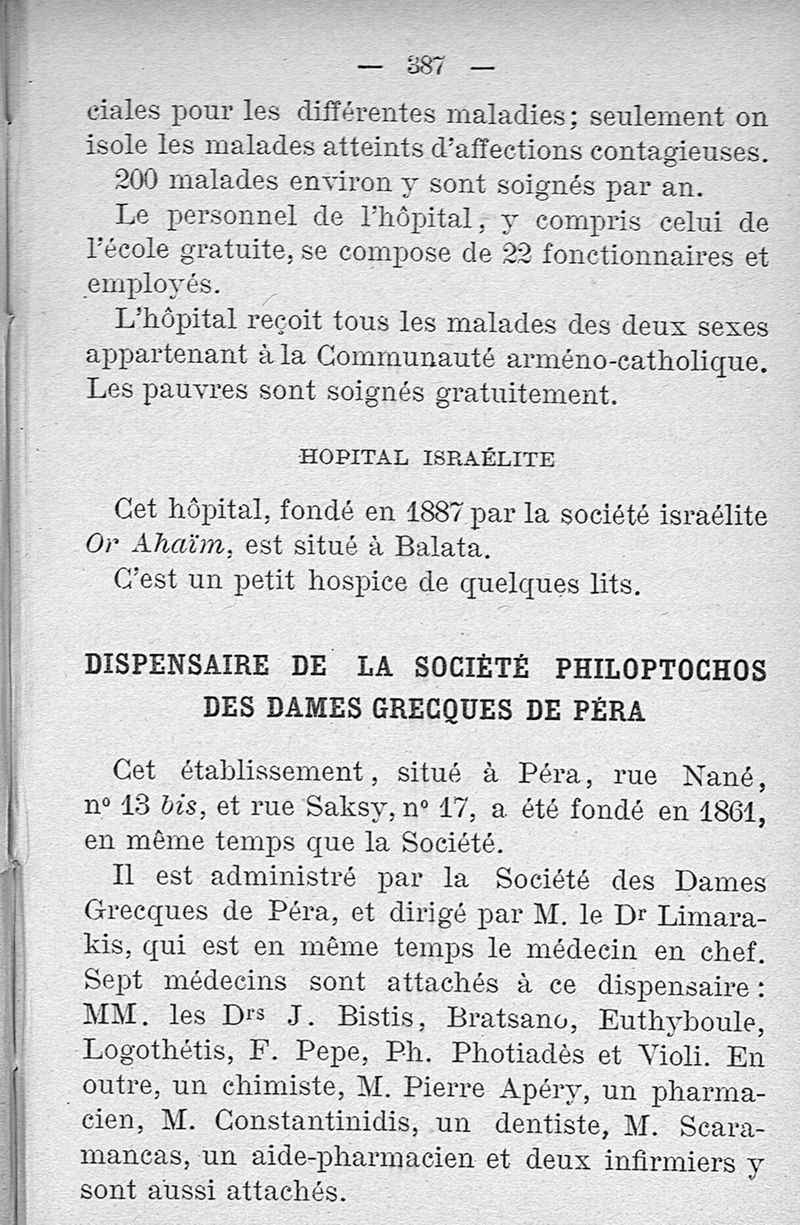 — 387 —
ciales pour les différentes maladies; seulement on
isole les malades atteints d'affections contagieuses.
200 malades environ y sont soignés par an.
Le personnel de l'hôpital, y compris celui de
l'école gratuite, se compose de 22 fonctionnaires et
employés.
L'hôpital reçoit tous les malades des deux sexes
appartenant à la Communauté arméno-catholique.
Les pauvres sont soignés gratuitement.
HOPITAL ISRAÉLITE
Cet hôpital, fondé en 1887 par la société israélite
Or Ahaïm, est situé à Balata.
C'est un petit hospice de quelques lits.
DISPENSAIRE DE LA SOCIÉTÉ PHILOPTOCHOS
DES DAMES GRECQUES DE PÉRA
Cet établissement, situé à Péra, rue Nané,
nº 13 bis, et rue Saksy, nº 17, a été fondé en 1861,
en même temps que la Société.
Il est administré par la Société des Dames
Grecques de Péra, et dirigé par M. le Dr Limara-
kis, qui est en même temps le médecin en chef.
Sept médecins sont attachés à ce dispensaire :
MM. les Drs J. Bistis, Bratsano, Euthyboule,
Logothétis, F. Pepe, Ph. Photiadès et Violi. En
outre, un chimiste, M. Pierre Apéry, un pharma-
cien, M. Constantinidis, un dentiste, M. Scara-
mancas, un aide-pharmacien et deux infirmiers y
sont aussi attachés.